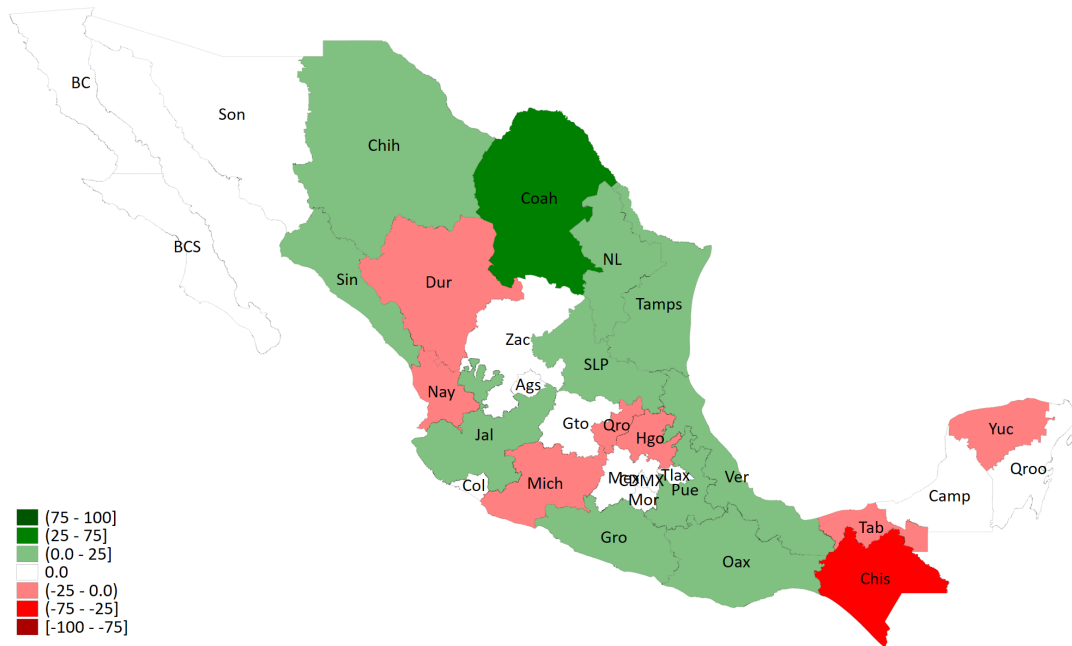 BC
Son
Chih
Coah
BCS
Sin
Dur
NL
Tamps
Zac
SLP
Nay
Ags
Gto
Qro
Jal
Hgo
Yuc
Qroo
Col
Mich
Mex
CDMX
Tlax
Mor
Pue
Ver
Camp
Gro
Oax
Tab
Chis
(75 - 100]
(25 - 75]
(0.0 - 25]
0.0
(-25 - 0.0)
(-75 - -25]
[-100 - -75]